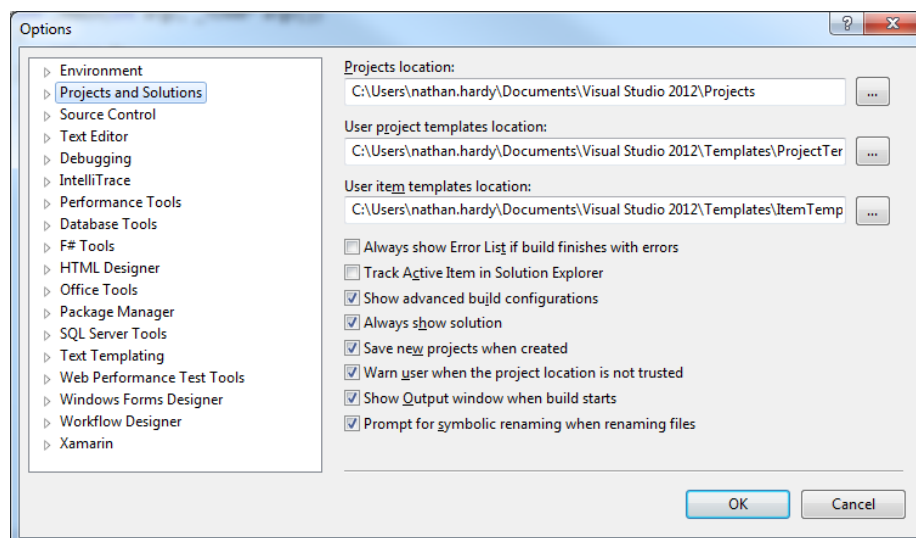 Options
Environment
Projects and Solutions
Source Control
Text Editor
Debugging
IntelliTrace
Performance Tools
Database Tools
F# Tools
HTML Designer
Office Tools
Package Manager
SQL Server Tools
Text Templating
Web Performance Test Tools
Windows Forms Designer
Workflow Designer
Xamarin
Projects location:
C:\Users\nathan.hardy\Documents\Visual Studio 2012\Projects
...
User project templates location:
C:\Users\nathan.hardy\Documents\Visual Studio 2012\Templates\ProjectTer
...
User item templates location:
C:\Users\nathan.hardy\Documents\Visual Studio 2012\Templates\ItemTemp
...
Always show Error List if build finishes with errors
Track Active Item in Solution Explorer
Show advanced build configurations
Always show solution
Save new projects when created
Warn user when the project location is not trusted
Show Output window when build starts
Prompt for symbolic renaming when renaming files
OK
Cancel